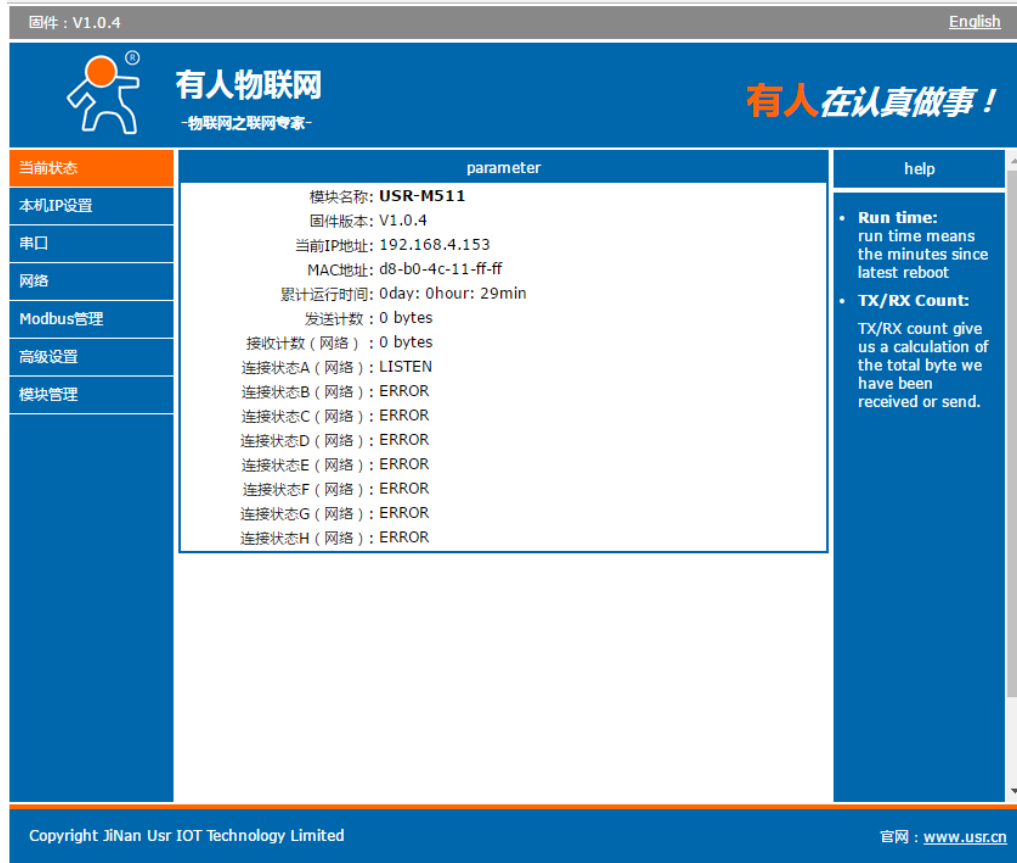 固件：V1.0.4
English
®
有人物联网
-物联网之联网专家-
有人在认真做事！
当前状态
本机IP设置
串口
网络
Modbus管理
高级设置
模块管理
parameter
模块名称: USR-M511
固件版本: V1.0.4
当前IP地址: 192.168.4.153
MAC地址: d8-b0-4c-11-ff-ff
累计运行时间: 0day: 0hour: 29min
发送计数：0 bytes
接收计数（网络）：0 bytes
连接状态A（网络）: LISTEN
连接状态B（网络）: ERROR
连接状态C（网络）: ERROR
连接状态D（网络）: ERROR
连接状态E（网络）: ERROR
连接状态F（网络）: ERROR
连接状态G（网络）: ERROR
连接状态H（网络）: ERROR
help
• Run time:
run time means
the minutes since
latest reboot
• TX/RX Count:
TX/RX count give
us a calculation of
the total byte we
have been
received or send.
Copyright JiNan Usr IOT Technology Limited
官网：www.usr.cn